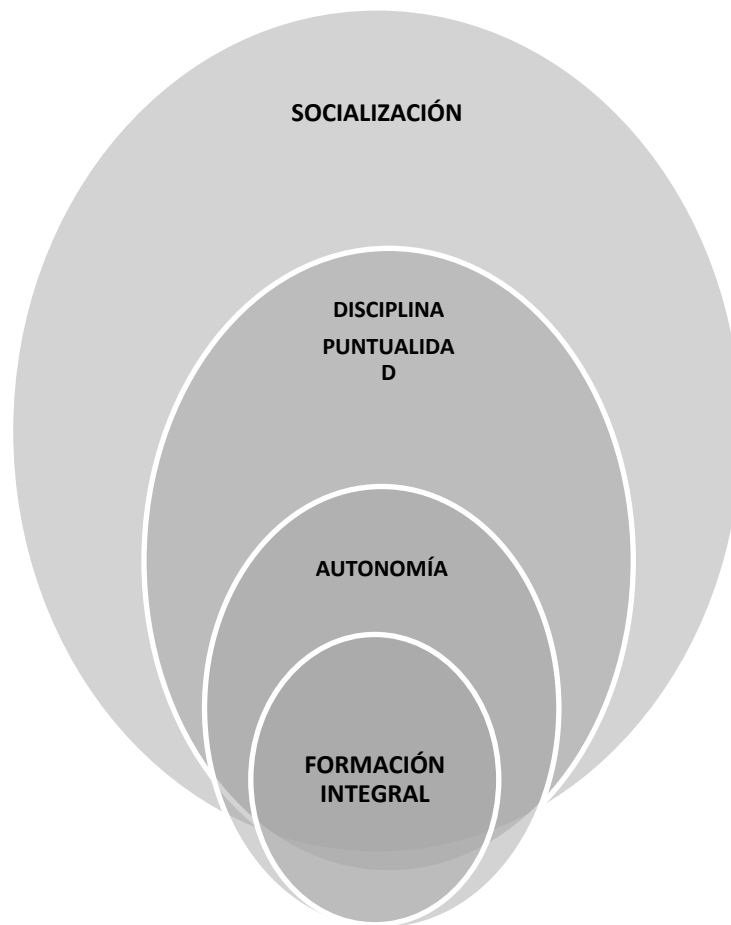 SOCIALIZACIÓN
DISCIPLINA
PUNTUALIDA
D
AUTONOMÍA
FORMACIÓN
INTEGRAL